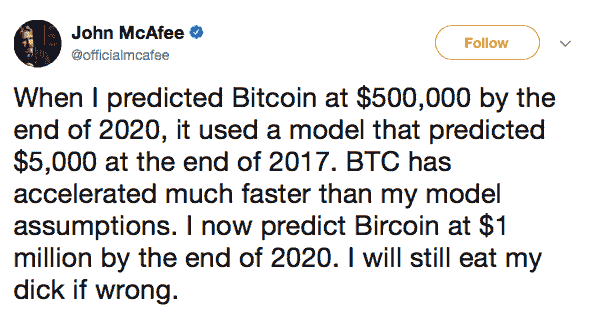 John McAfee
@officialmcafee
Follow
When I predicted Bitcoin at $500,000 by the
end of 2020, it used a model that predicted
$5,000 at the end of 2017. BTC has
accelerated much faster than my model
assumptions. I now predict Bircoin at $1
million by the end of 2020. I will still eat my
dick if wrong.